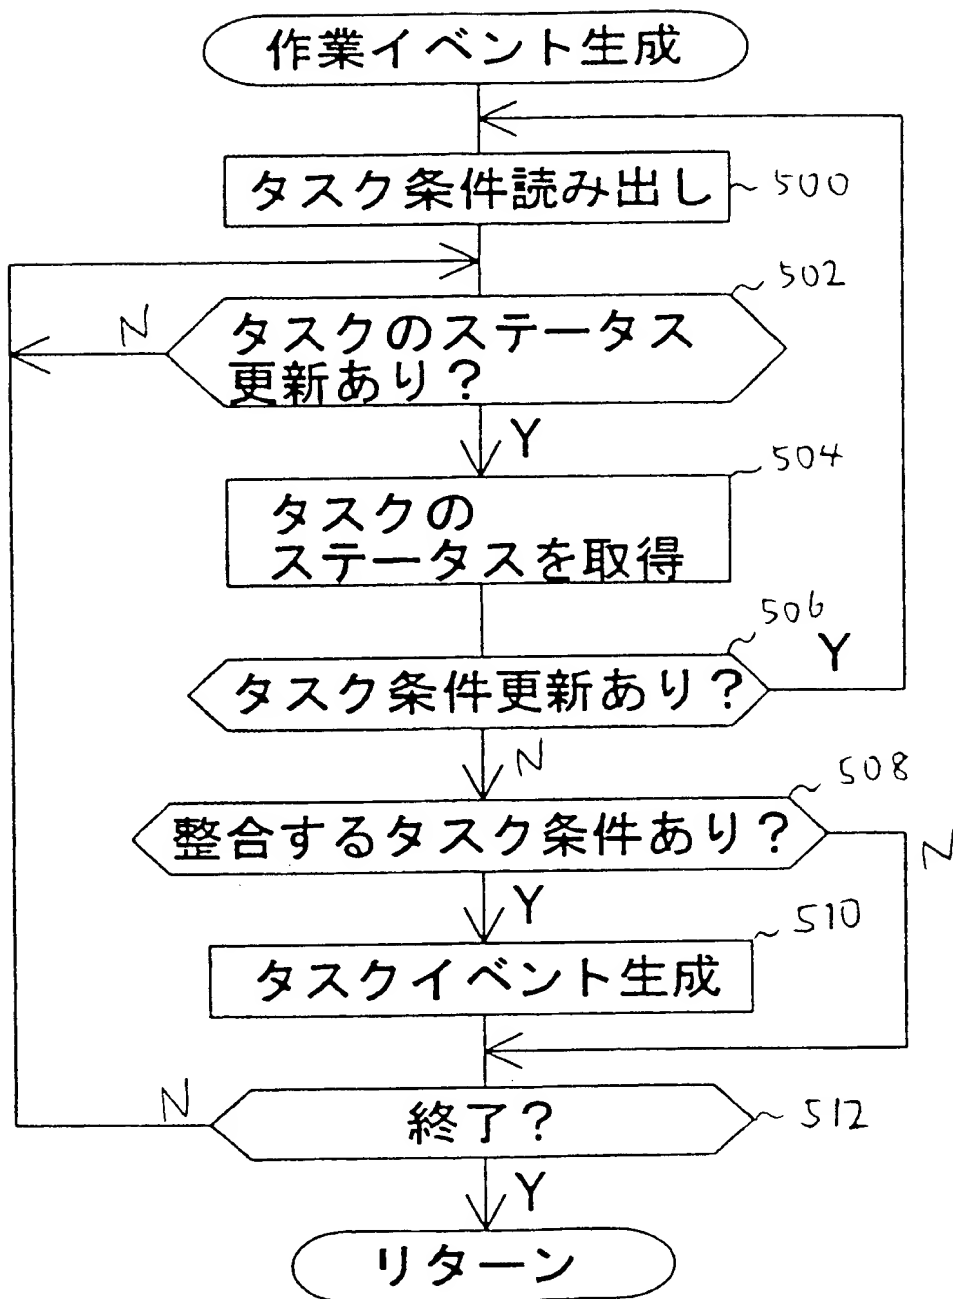 作業イベント生成
タスク条件読み出し
500
502
N
タスクのステータス
更新あり？
Y
504
タスクの
ステータスを取得
506
Y
タスク条件更新あり？
N
508
整合するタスク条件あり？
N
Y
510
タスクイベント生成
N
終了？
512
Y
リターン